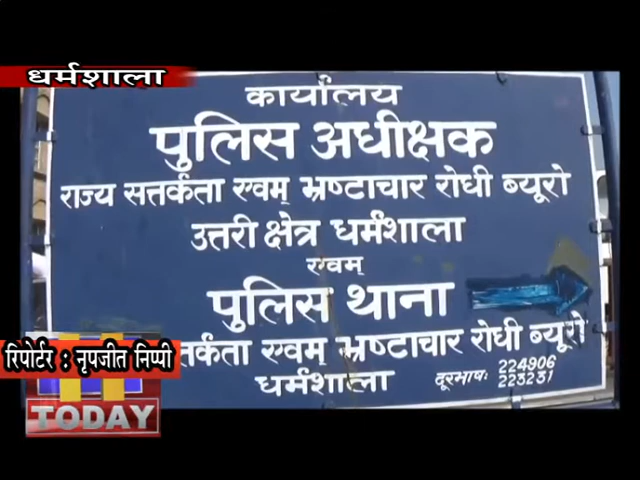 धर्मशाला
कार्यालय
पुलिस अधीक्षक
राज्य सतर्कता एवम् भ्रष्टाचार रोधी ब्यूरो
उत्तरी क्षेत्र धर्मशाला
एवम्
पुलिस थाना
तर्कता एवम् भ्रष्टाचार रोधी ब्यूरो
धर्मशाला
दूरभाषः 224906
223231
रिपोर्टर : नृपजीत निप्पी
TODAY